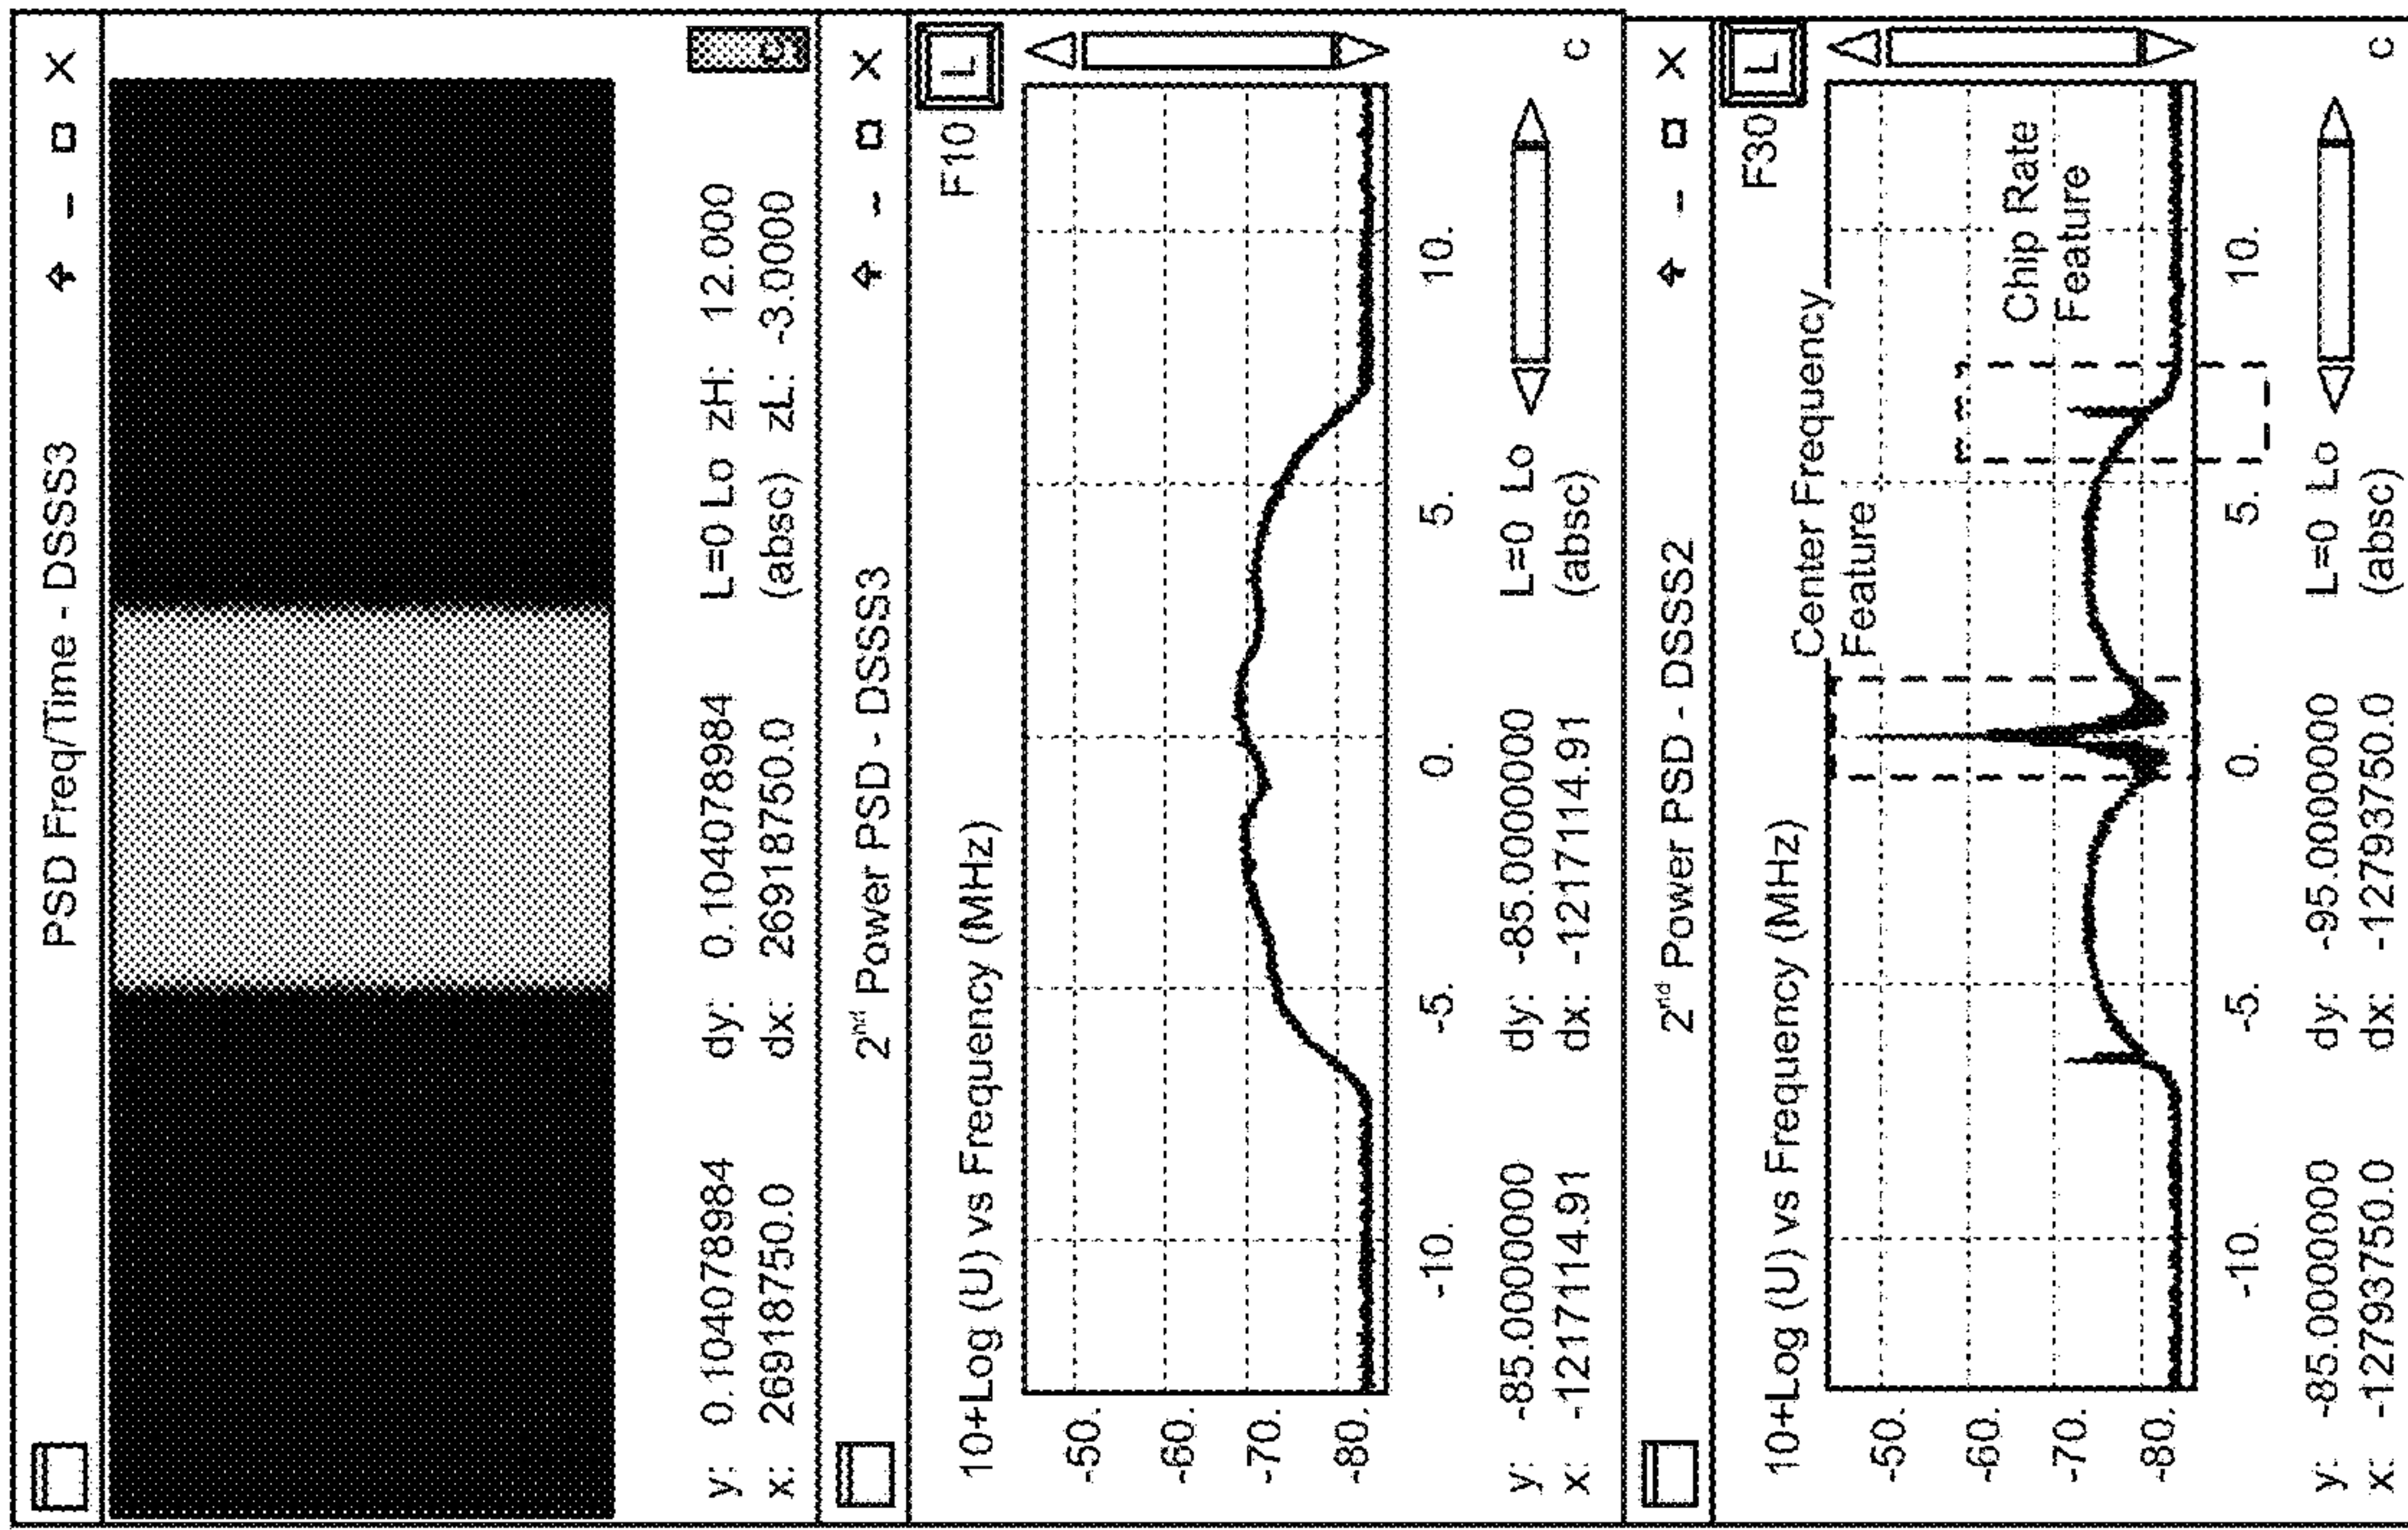 PSD Freq/Time - DSSS3
y: 0.104078984 dy: 0.104078984 L=0 Lo zH: 12.000
x: 26918750.0 dx: 26918750.0 (absc) zL: -3.0000
2nd Power PSD - DSSS3
10+Log (U) vs Frequency (MHz) F10 L
-50.
-60.
-70.
-80.
-10. -5. 0. 5. 10.
y: -85.0000000 dy: -85.0000000 L=0 Lo
x: -1217114.91 dx: -1217114.91 (absc) c
2nd Power PSD - DSSS2
10+Log (U) vs Frequency (MHz) F30 L
Center Frequency
Feature
-50.
-60.
-70.
-80.
Chip Rate
Feature
-10. -5. 0. 5. 10.
y: -85.0000000 dy: -95.0000000 L=0 Lo
x: -12793750.0 dx: -12793750.0 (absc) c